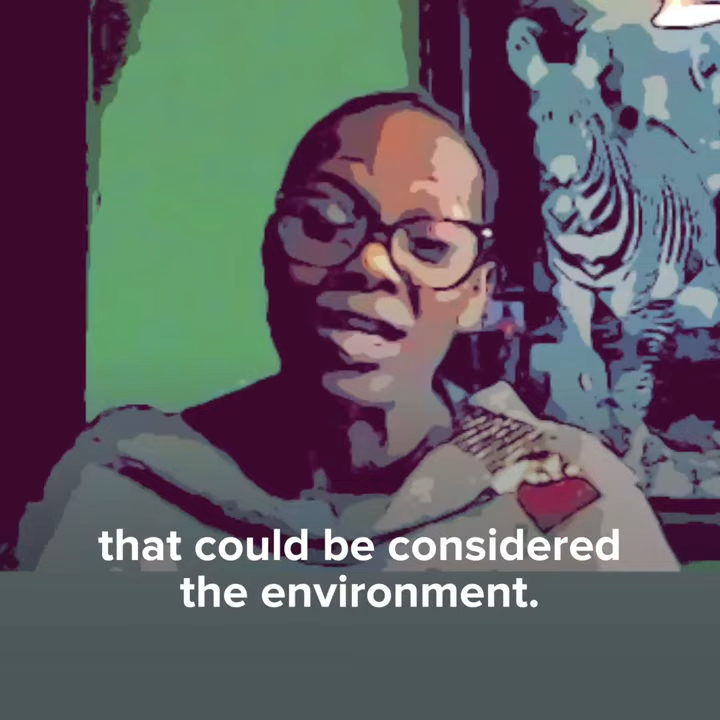 that could be considered
the environment.